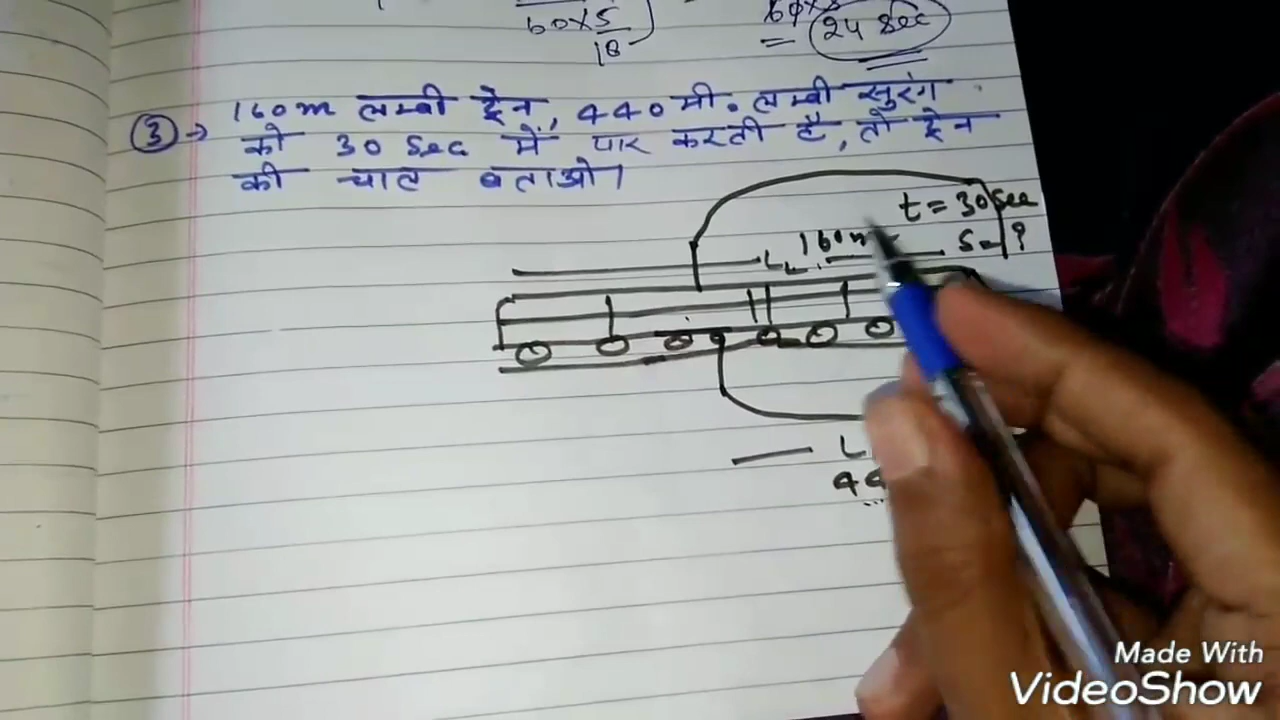 60×5
18
24 sec
=
③→ 160m लम्बी ट्रेन, 440 मी. लम्बी सुरंग
को 30 Sec में पार करती है, तो ट्रेन
की चाल बताओ।
t = 30 Sec
160m
S = ?
L
L
44
Made With
VideoShow